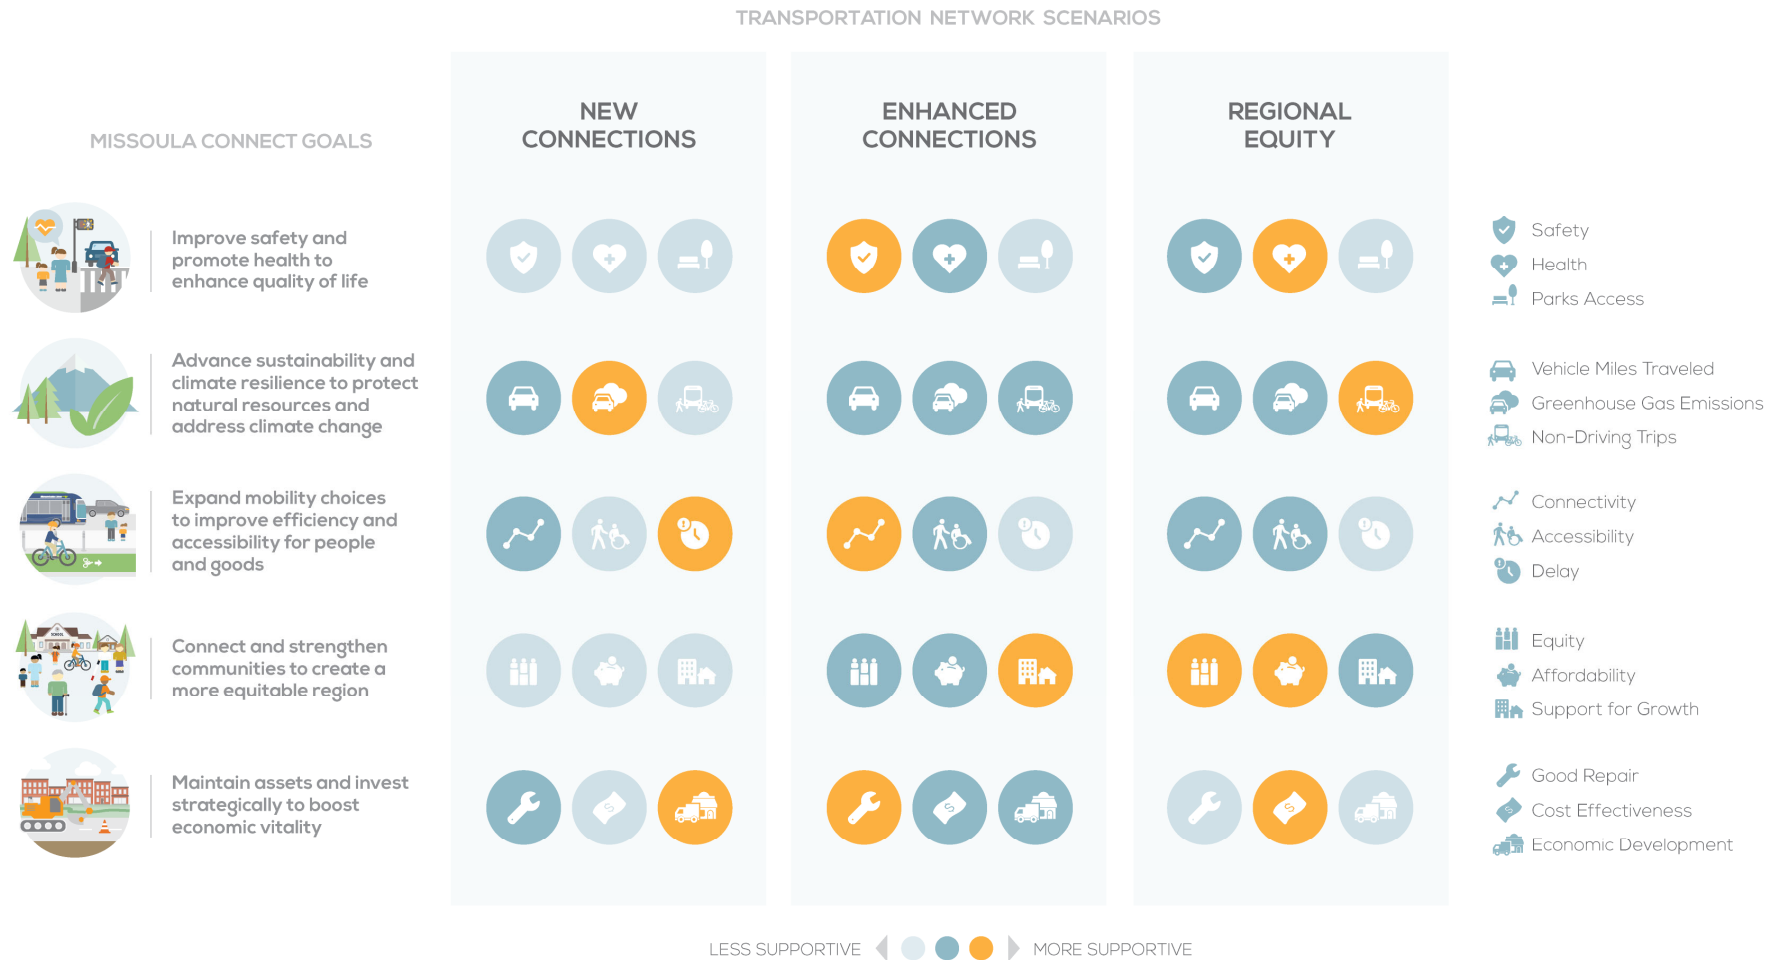 TRANSPORTATION NETWORK SCENARIOS
MISSOULA CONNECT GOALS
NEW
CONNECTIONS
ENHANCED
CONNECTIONS
REGIONAL
EQUITY
Improve safety and
promote health to
enhance quality of life
Safety
Health
Parks Access
Advance sustainability and
climate resilience to protect
natural resources and
address climate change
Vehicle Miles Traveled
Greenhouse Gas Emissions
Non-Driving Trips
Expand mobility choices
to improve efficiency and
accessibility for people
and goods
Connectivity
Accessibility
Delay
SCHOOL
Connect and strengthen
communities to create a
more equitable region
Equity
Affordability
Support for Growth
Maintain assets and invest
strategically to boost
economic vitality
Good Repair
Cost Effectiveness
Economic Development
LESS SUPPORTIVE
MORE SUPPORTIVE